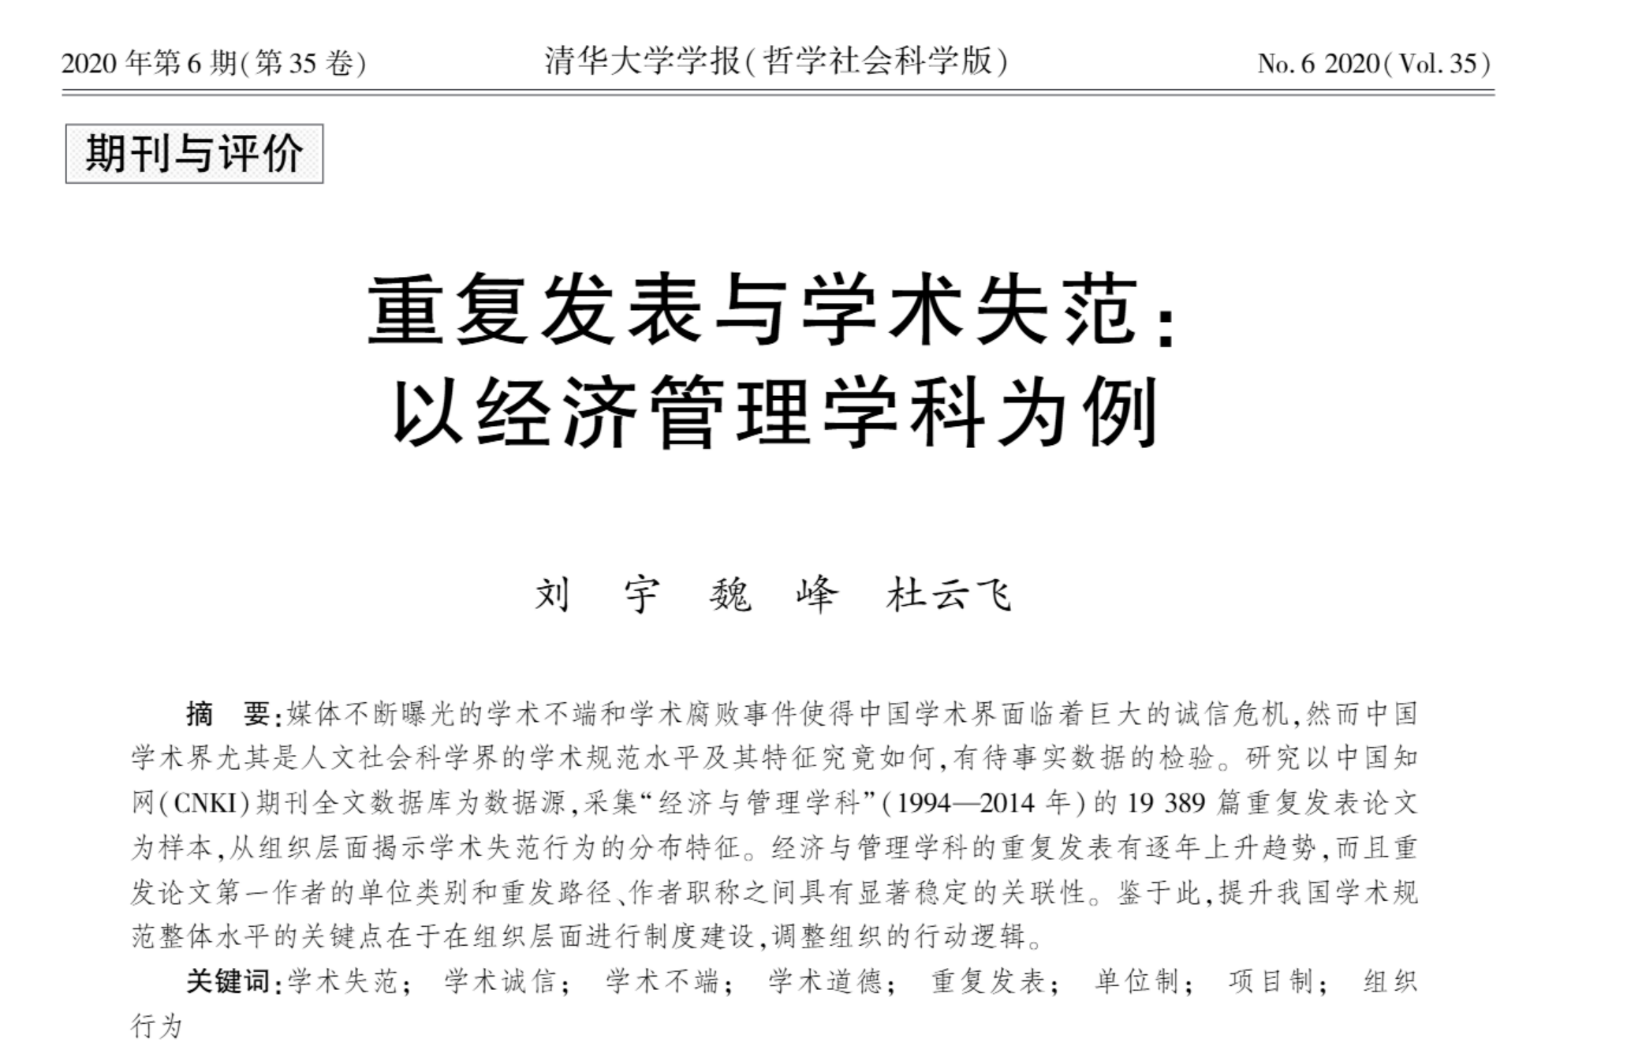 2020 年第 6 期(第 35 卷) 清华大学学报(哲学社会科学版) No. 6 2020(Vol. 35)
期刊与评价
重复发表与学术失范:
以经济管理学科为例
刘 宇 魏 峰 杜云飞
摘 要:媒体不断曝光的学术不端和学术腐败事件使得中国学术界面临着巨大的诚信危机,然而中国
学术界尤其是人文社会科学界的学术规范水平及其特征究竟如何,有待事实数据的检验。研究以中国知
网(CNKI)期刊全文数据库为数据源,采集“经济与管理学科”(1994—2014 年)的 19 389 篇重复发表论文
为样本,从组织层面揭示学术失范行为的分布特征。经济与管理学科的重复发表有逐年上升趋势,而且重
发论文第一作者的单位类别和重发路径、作者职称之间具有显著稳定的关联性。鉴于此,提升我国学术规
范整体水平的关键点在于在组织层面进行制度建设,调整组织的行动逻辑。
关键词:学术失范; 学术诚信; 学术不端; 学术道德; 重复发表; 单位制; 项目制; 组织
行为